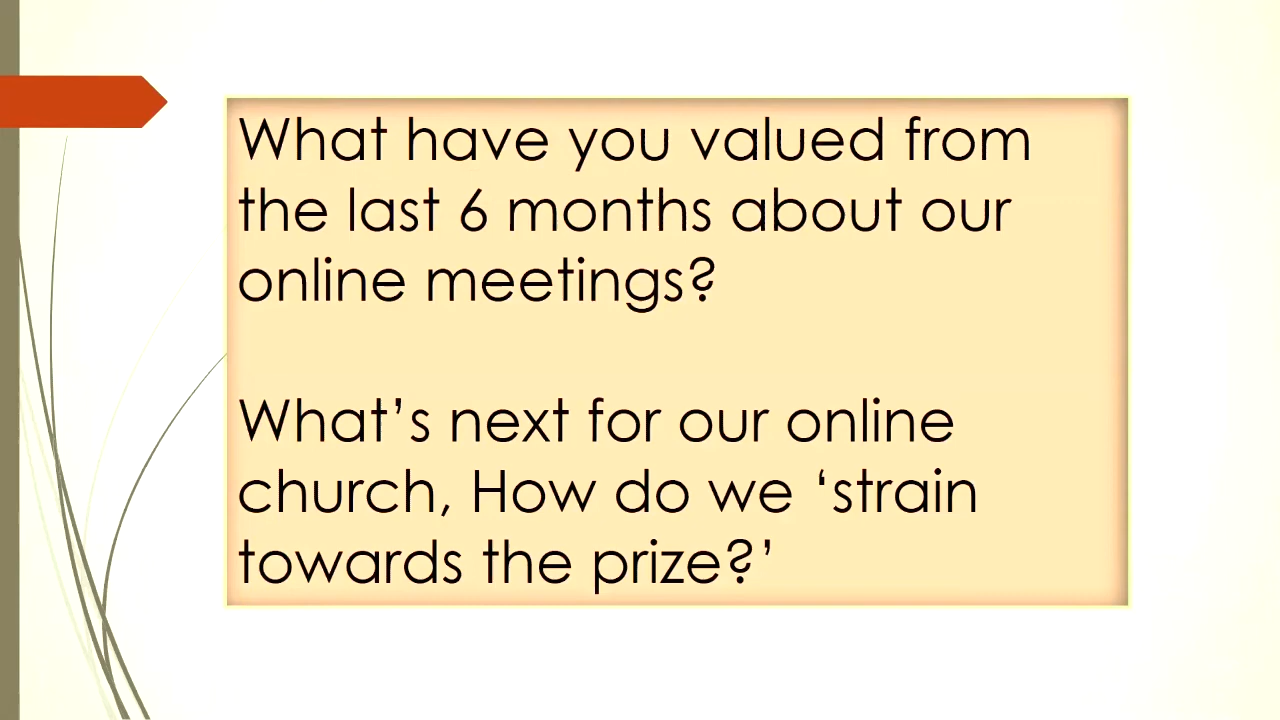 What have you valued from
the last 6 months about our
online meetings?
What’s next for our online
church, How do we ‘strain
towards the prize?’